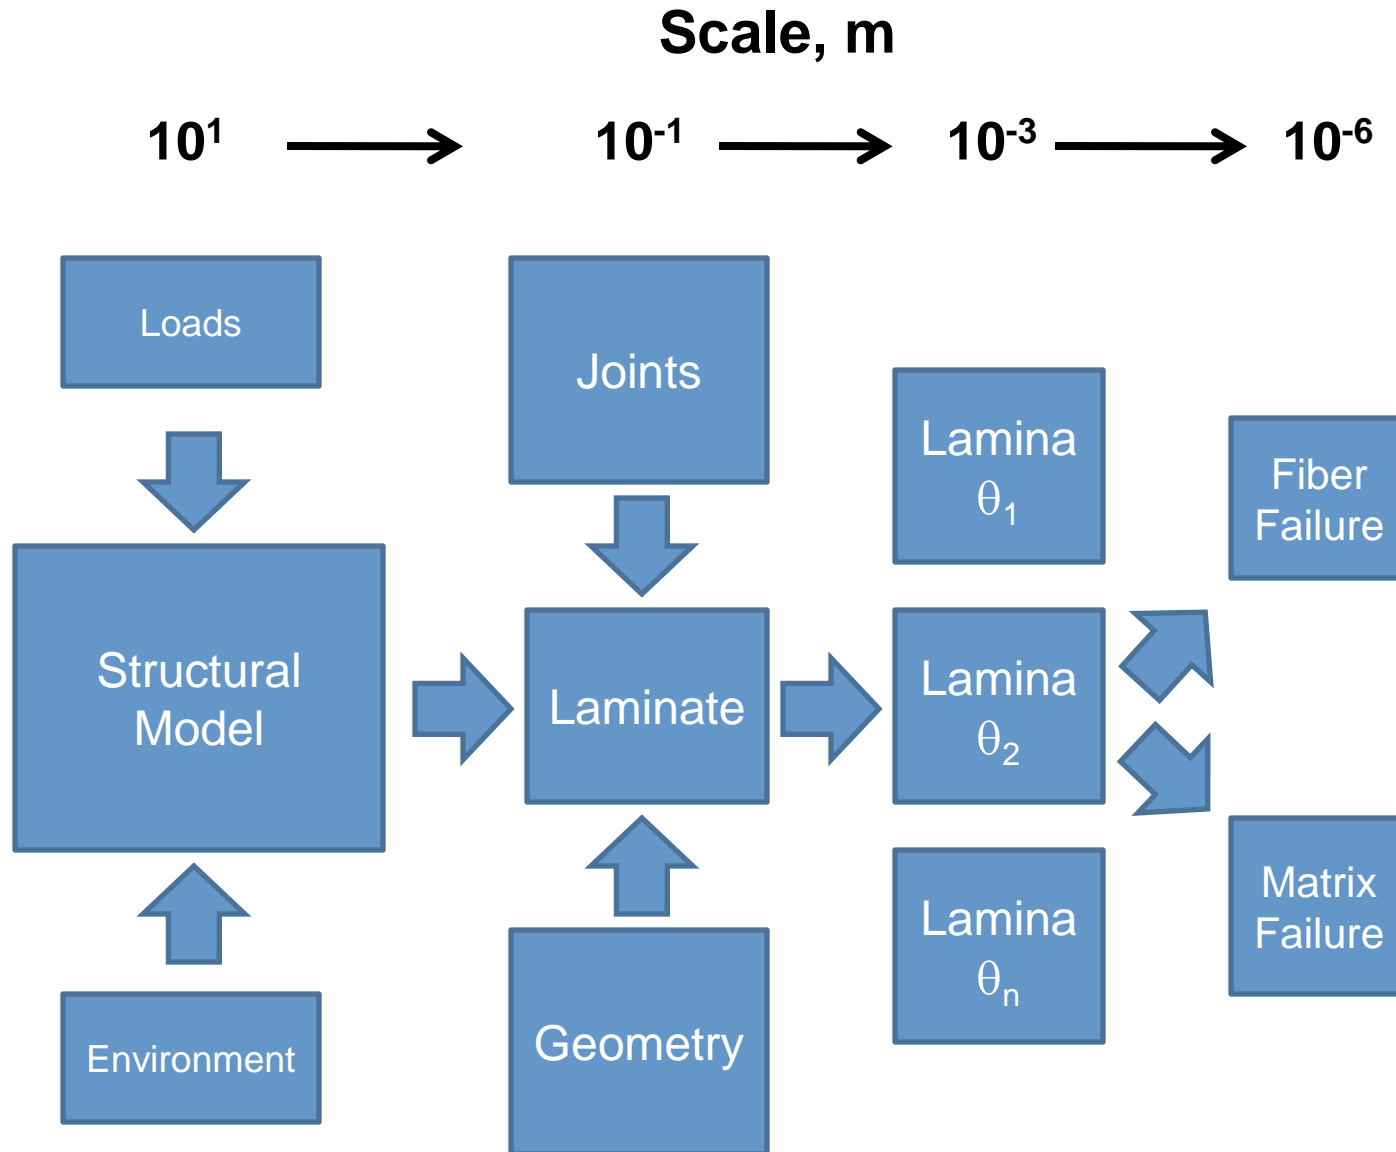 Scale, m
10¹
10⁻¹
10⁻³
10⁻⁶
Loads
Structural
Model
Environment
Joints
Laminate
Geometry
Lamina
θ₁
Lamina
θ₂
Lamina
θₙ
Fiber
Failure
Matrix
Failure